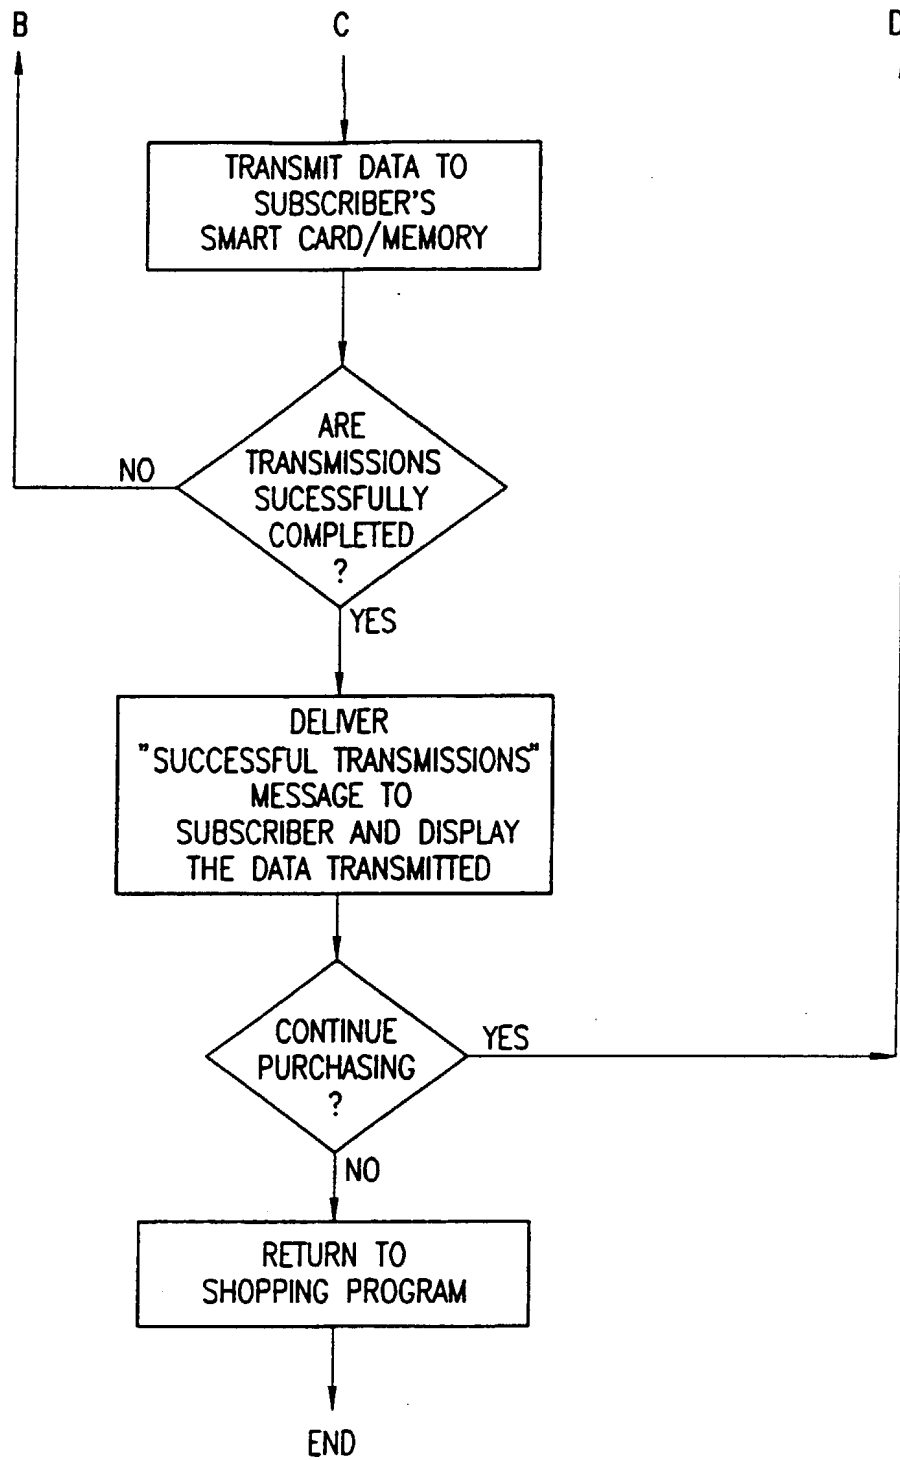 B
C
D
TRANSMIT DATA TO
SUBSCRIBER'S
SMART CARD/MEMORY
ARE
TRANSMISSIONS
SUCESSFULLY
COMPLETED
?
NO
YES
DELIVER
"SUCCESSFUL TRANSMISSIONS"
MESSAGE TO
SUBSCRIBER AND DISPLAY
THE DATA TRANSMITTED
CONTINUE
PURCHASING
?
YES
NO
RETURN TO
SHOPPING PROGRAM
END